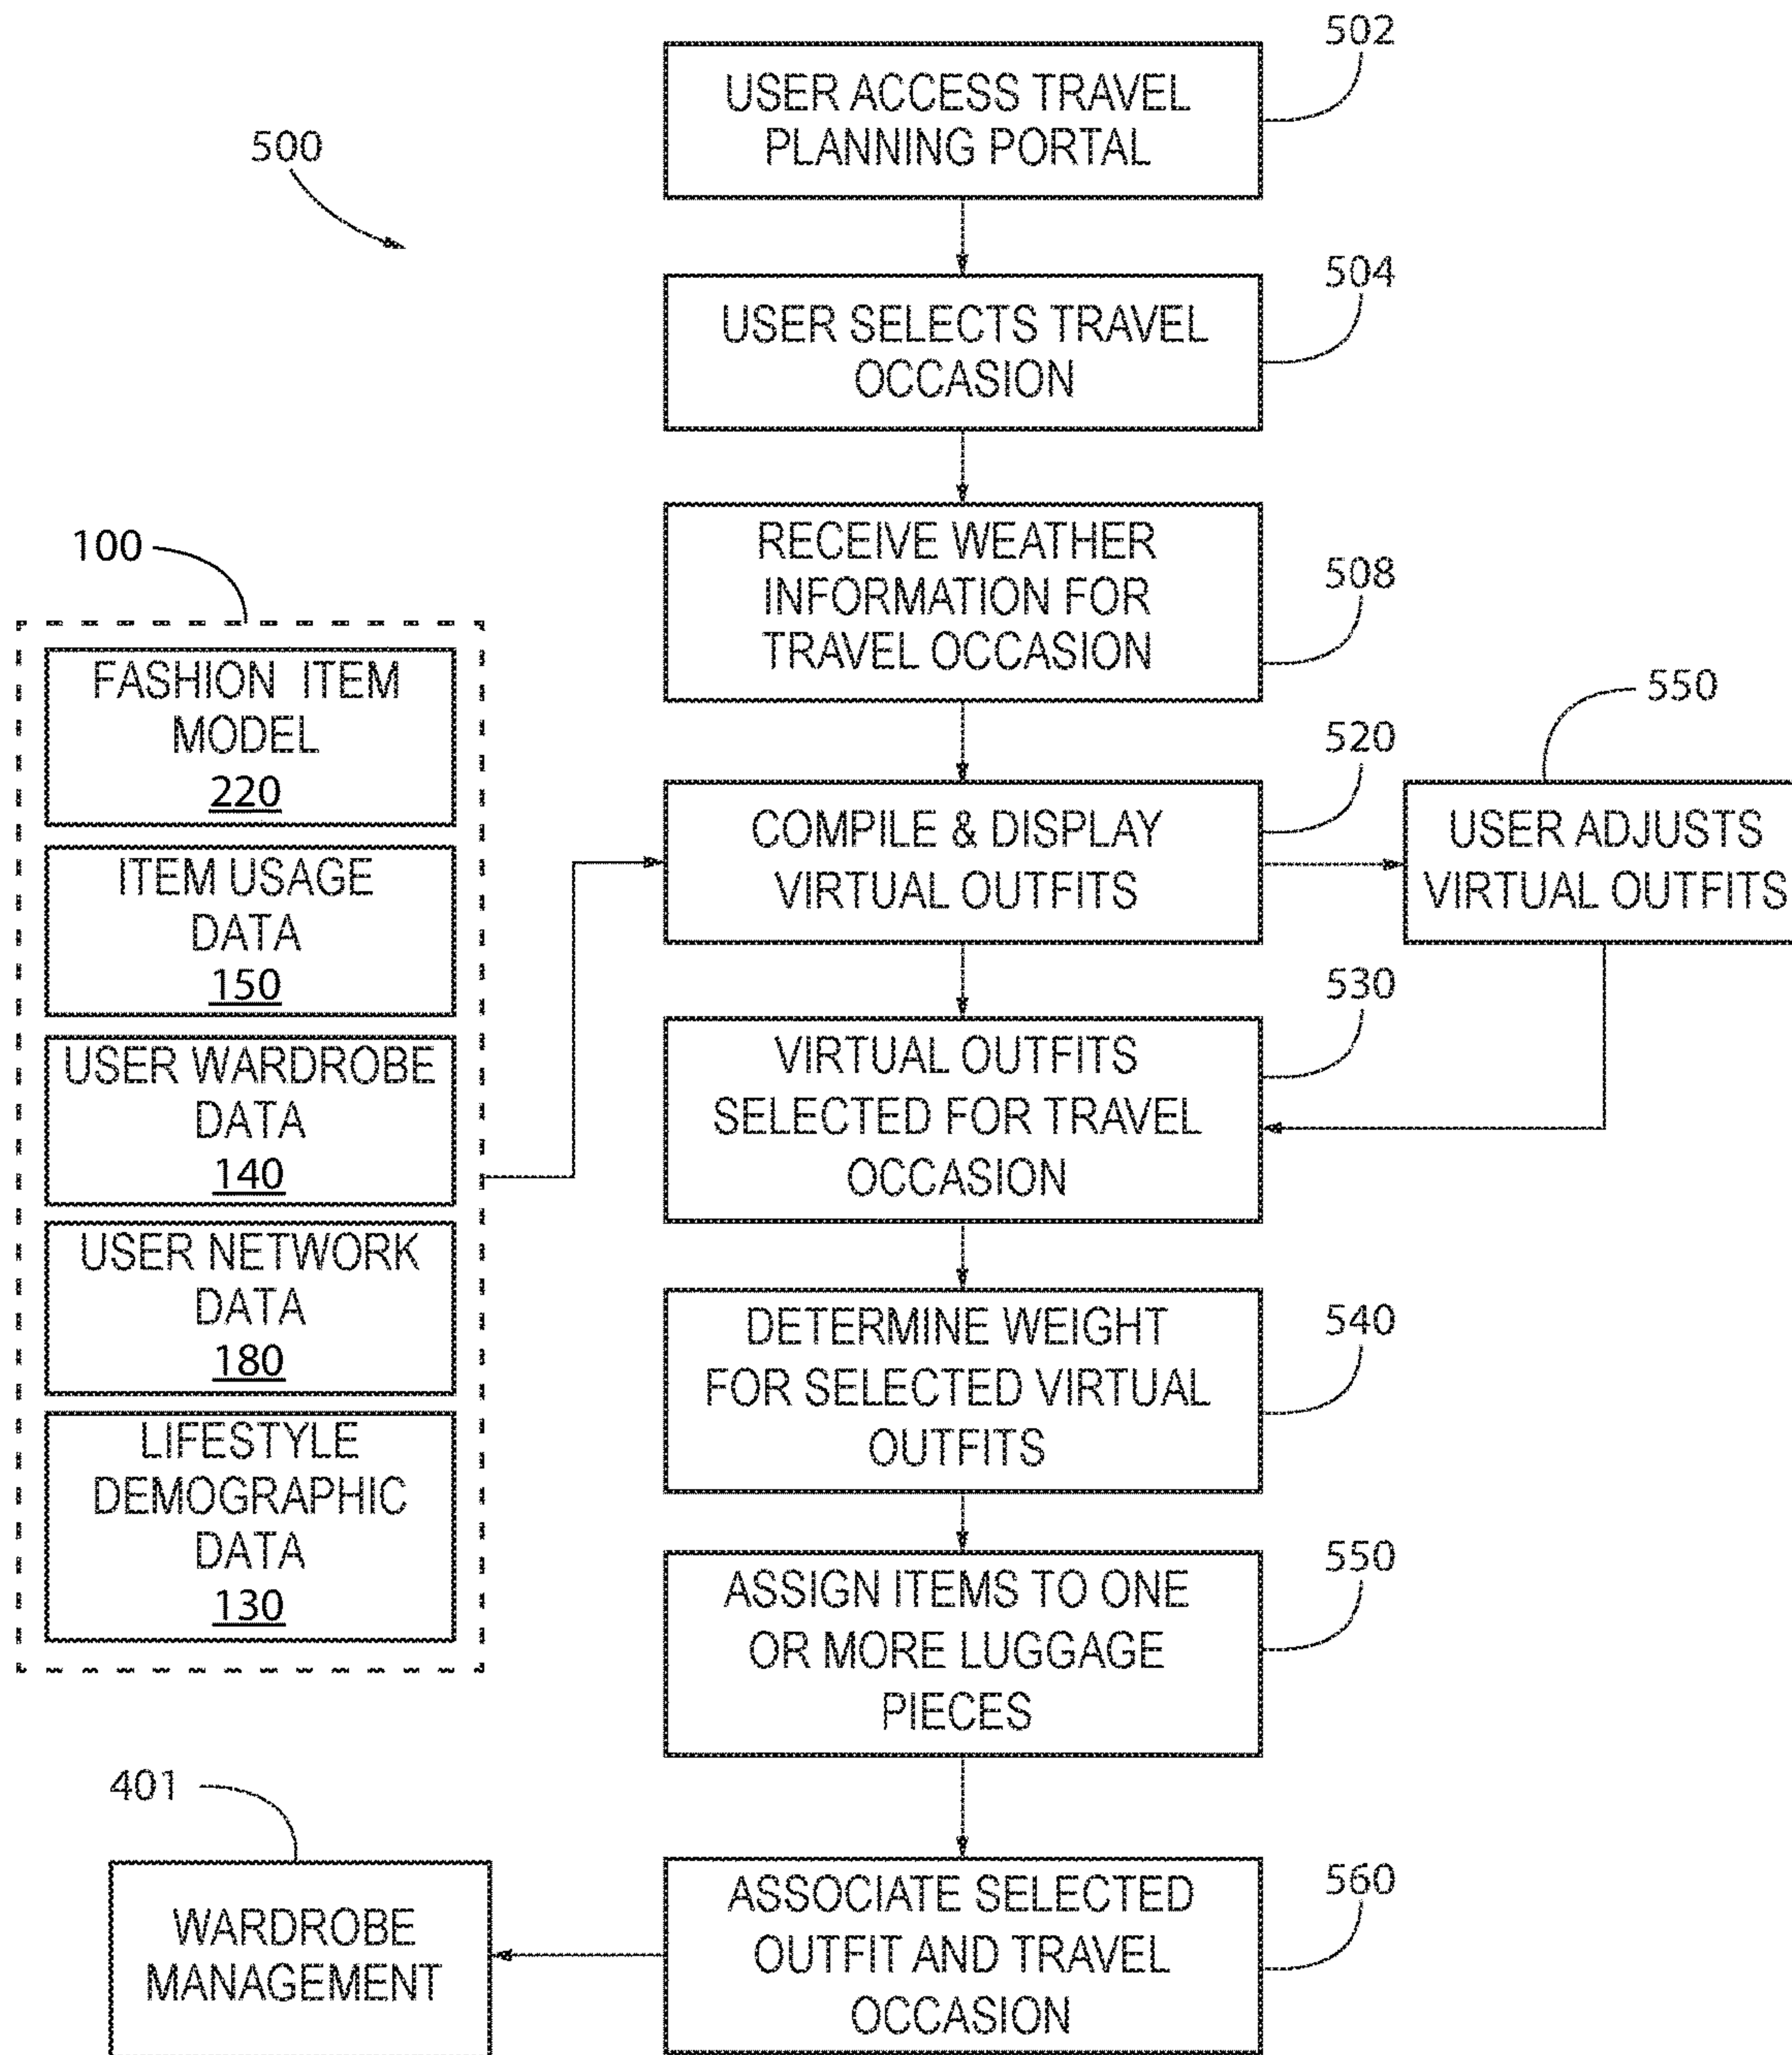 502
USER ACCESS TRAVEL
PLANNING PORTAL
500
504
USER SELECTS TRAVEL
OCCASION
RECEIVE WEATHER
INFORMATION FOR
TRAVEL OCCASION
508
100
FASHION ITEM
MODEL
220
ITEM USAGE
DATA
150
USER WARDROBE
DATA
140
USER NETWORK
DATA
180
LIFESTYLE
DEMOGRAPHIC
DATA
130
520
COMPILE & DISPLAY
VIRTUAL OUTFITS
550
USER ADJUSTS
VIRTUAL OUTFITS
530
VIRTUAL OUTFITS
SELECTED FOR TRAVEL
OCCASION
540
DETERMINE WEIGHT
FOR SELECTED VIRTUAL
OUTFITS
550
ASSIGN ITEMS TO ONE
OR MORE LUGGAGE
PIECES
560
ASSOCIATE SELECTED
OUTFIT AND TRAVEL
OCCASION
401
WARDROBE
MANAGEMENT